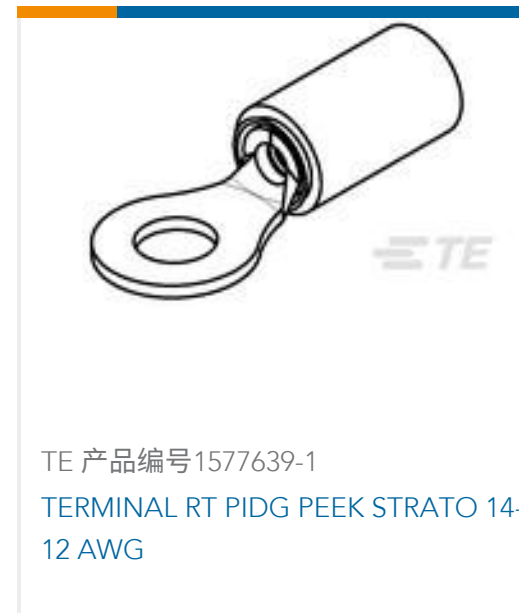 TE
TE 产品编号1577639-1
TERMINAL RT PIDG PEEK STRATO 14-
12 AWG